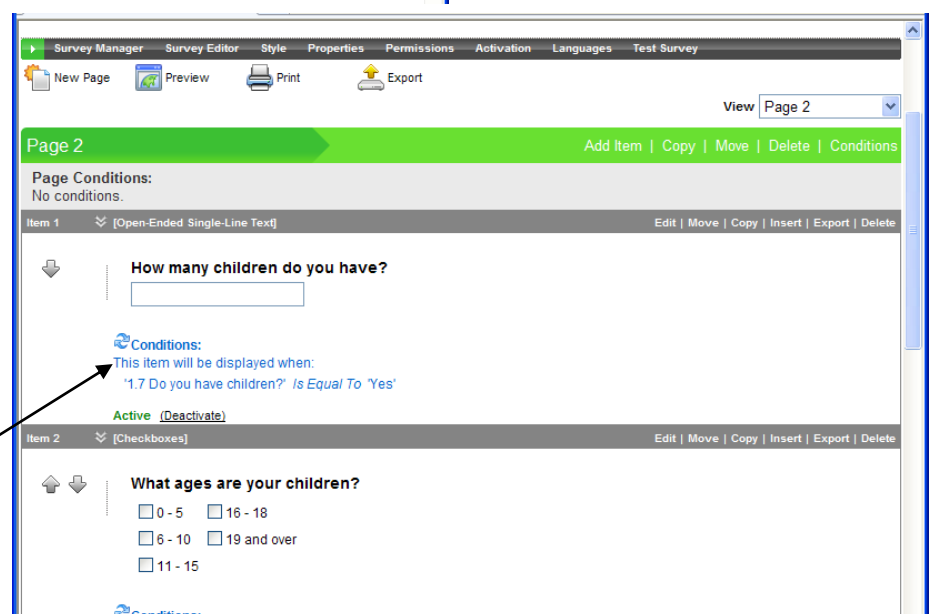 Survey Manager Survey Editor Style Properties Permissions Activation Languages Test Survey
New Page Preview Print Export
View Page 2
Page 2 Add Item | Copy | Move | Delete | Conditions
Page Conditions:
No conditions.
Item 1 [Open-Ended Single-Line Text] Edit | Move | Copy | Insert | Export | Delete
How many children do you have?
Conditions:
This item will be displayed when:
'1.7 Do you have children?' Is Equal To 'Yes'
Active (Deactivate)
Item 2 [Checkboxes] Edit | Move | Copy | Insert | Export | Delete
What ages are your children?
0 - 5 16 - 18
6 - 10 19 and over
11 - 15
Conditions: